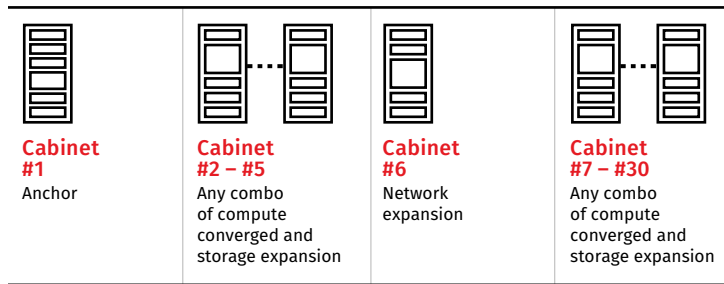 Cabinet
#1
Anchor
Cabinet
#2 – #5
Any combo
of compute
converged and
storage expansion
Cabinet
#6
Network
expansion
Cabinet
#7 – #30
Any combo
of compute
converged and
storage expansion